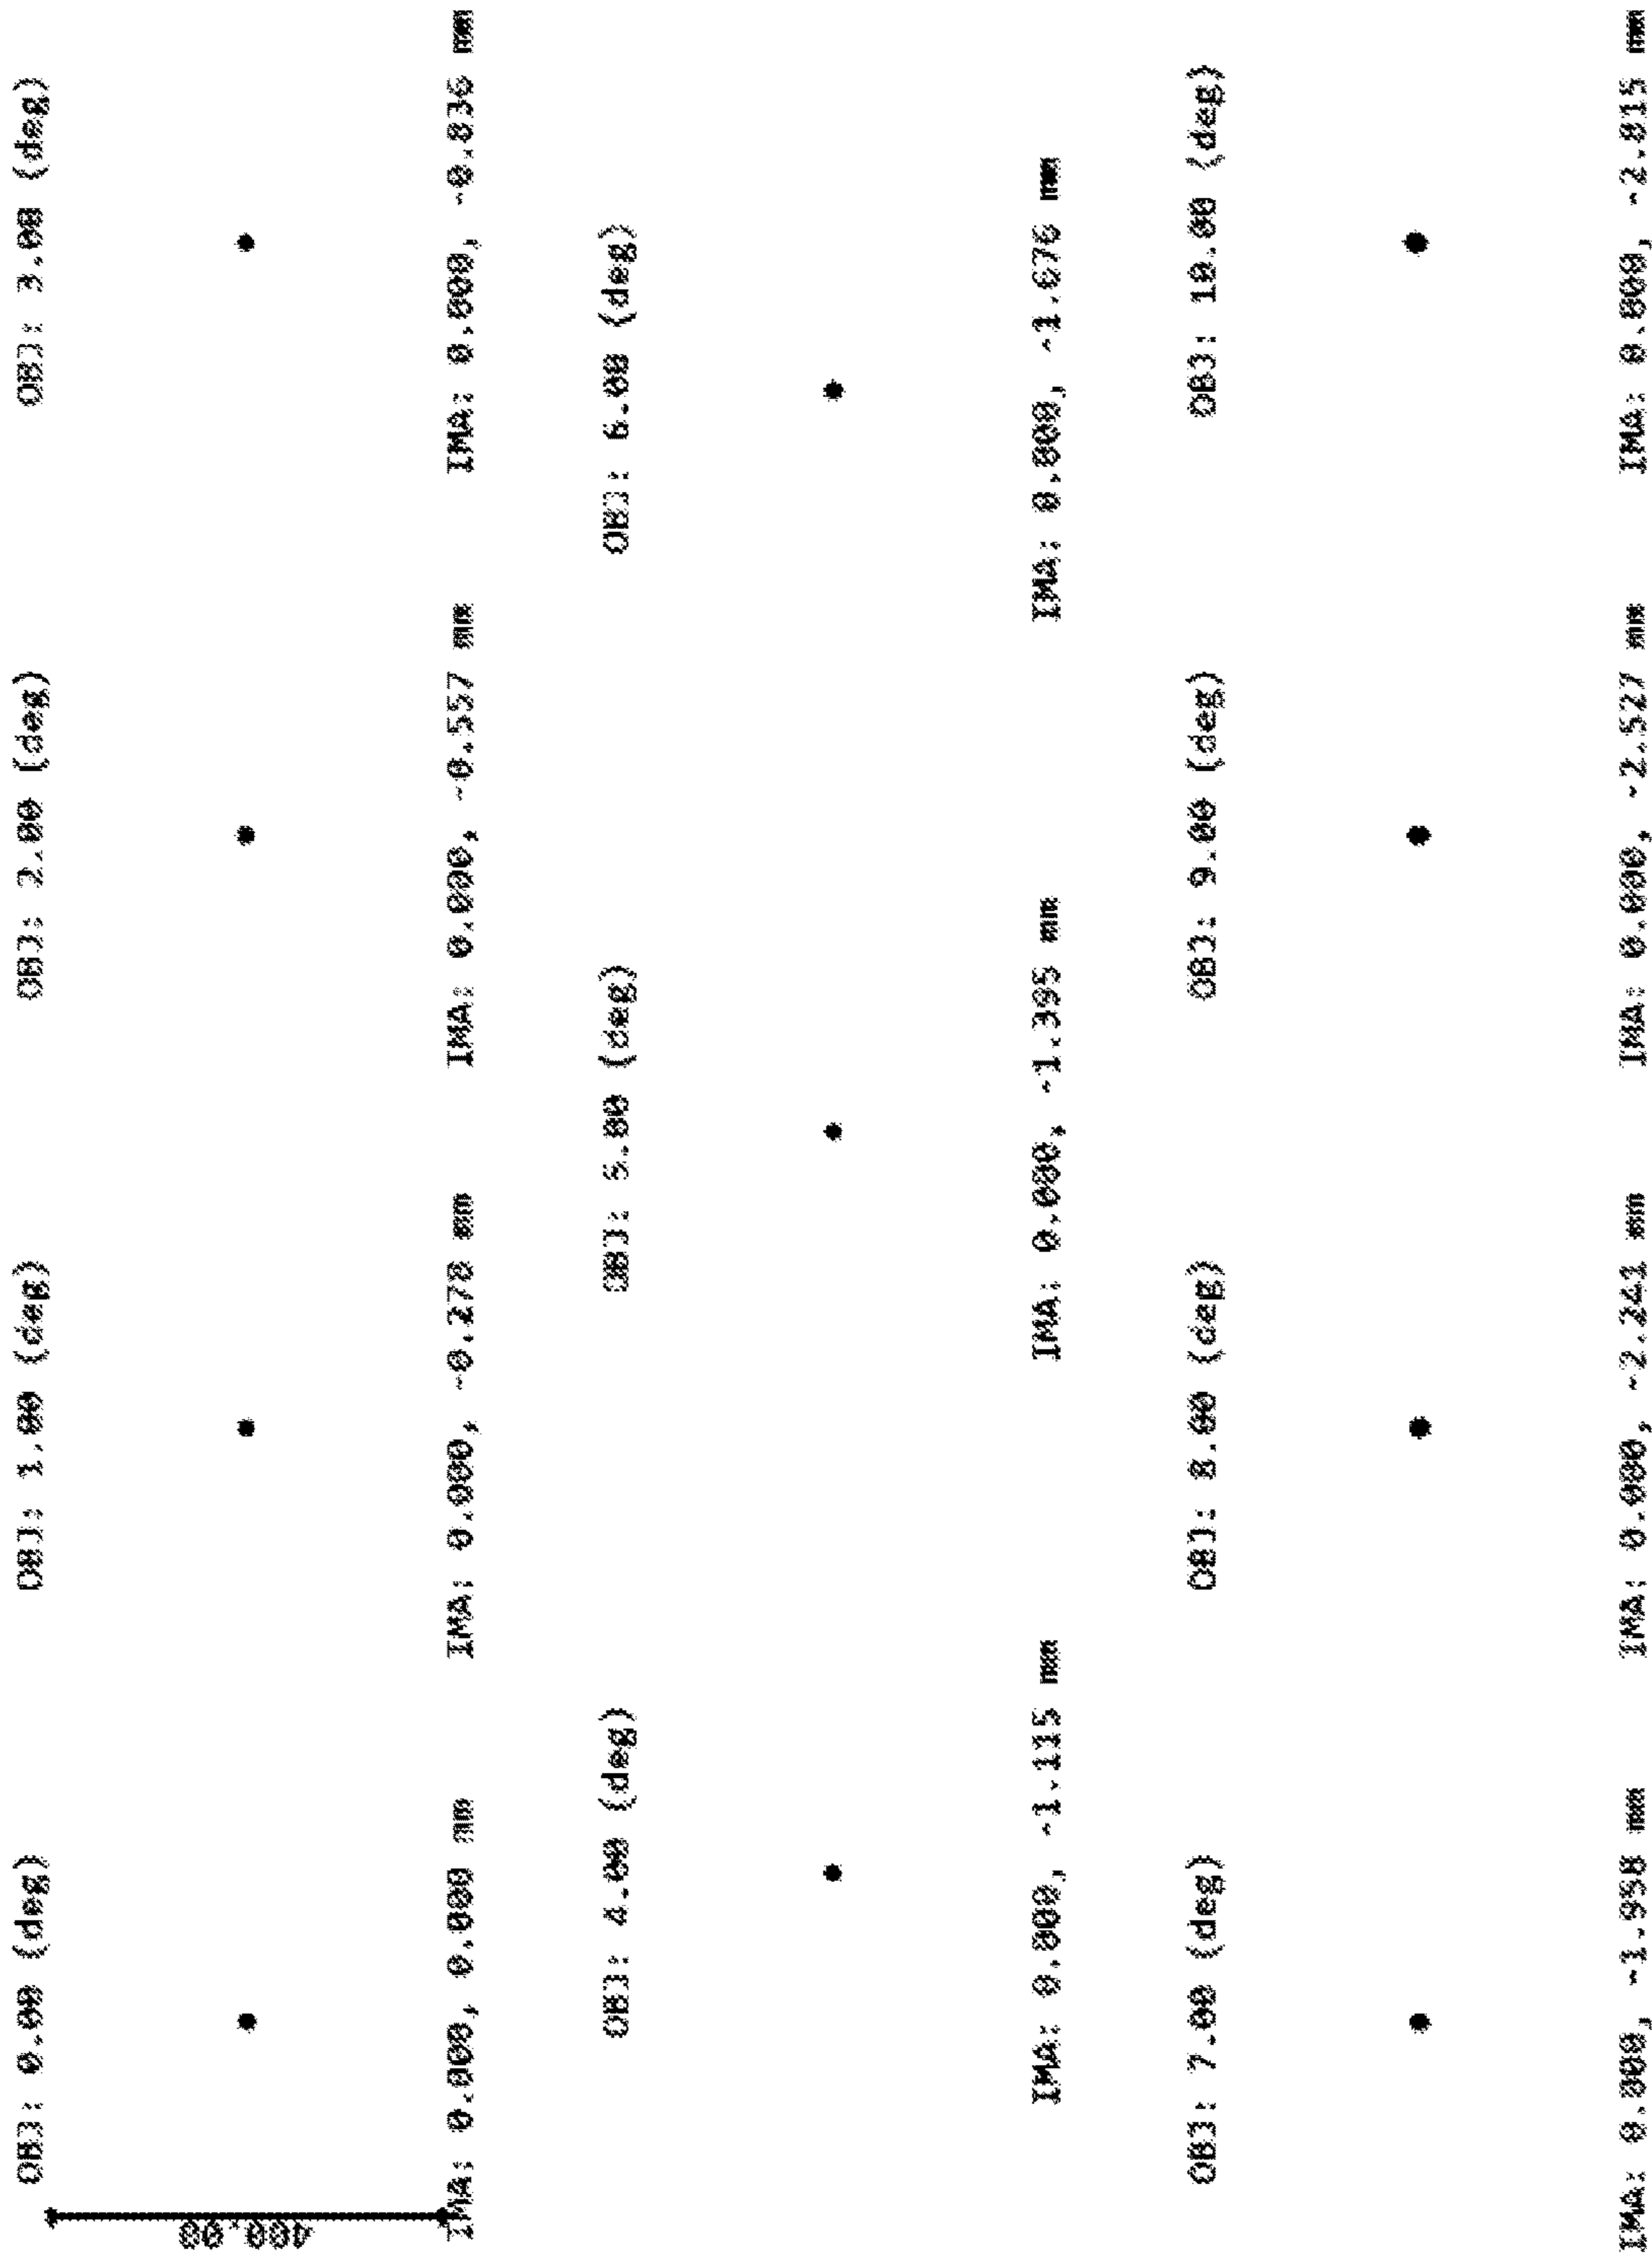 OBJ: 0.00 (deg)
OBJ: 1.00 (deg)
OBJ: 2.00 (deg)
OBJ: 3.00 (deg)
400.00
IMA: 0.000, 0.000 mm
IMA: 0.000, -0.278 mm
IMA: 0.000, -0.557 mm
IMA: 0.000, -0.836 mm
OBJ: 4.00 (deg)
OBJ: 5.00 (deg)
OBJ: 6.00 (deg)
IMA: 0.000, -1.115 mm
IMA: 0.000, -1.395 mm
IMA: 0.000, -1.676 mm
OBJ: 7.00 (deg)
OBJ: 8.00 (deg)
OBJ: 9.00 (deg)
OBJ: 10.00 (deg)
IMA: 0.000, -1.958 mm
IMA: 0.000, -2.241 mm
IMA: 0.000, -2.527 mm
IMA: 0.000, -2.815 mm